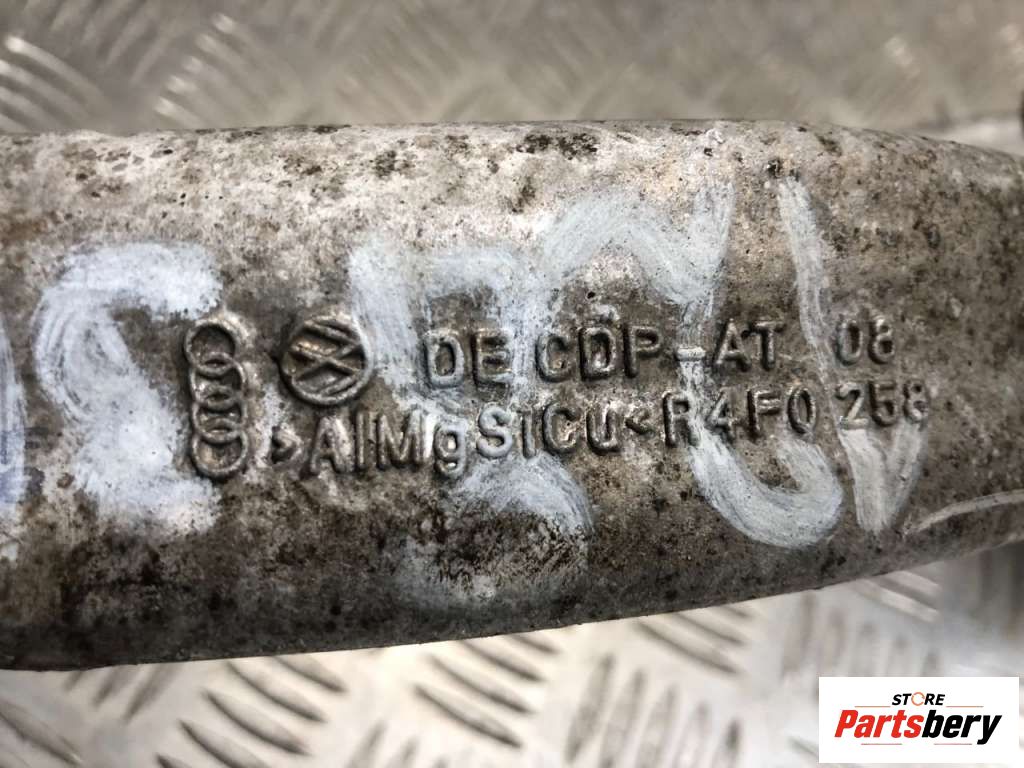 DE CDP-AT 08
>AlMgSiCu< R4F0 258
STORE
Partsbery